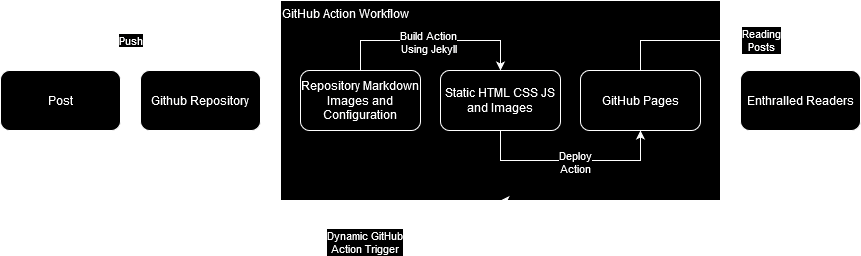 GitHub Action Workflow
Push
Build Action
Using Jekyll
Reading
Posts
Post
Github Repository
Repository Markdown
Images and
Configuration
Static HTML CSS JS
and Images
GitHub Pages
Enthralled Readers
Deploy
Action
Dynamic GitHub
Action Trigger